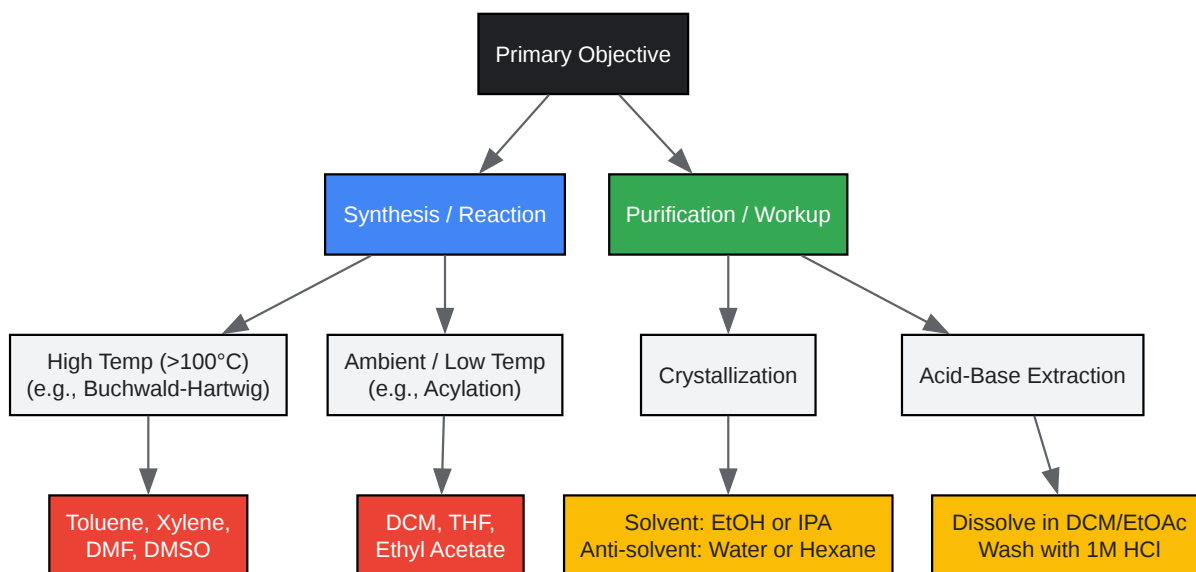 Primary Objective
Synthesis / Reaction
Purification / Workup
High Temp (>100°C)
(e.g., Buchwald-Hartwig)
Ambient / Low Temp
(e.g., Acylation)
Crystallization
Acid-Base Extraction
Toluene, Xylene,
DMF, DMSO
DCM, THF,
Ethyl Acetate
Solvent: EtOH or IPA
Anti-solvent: Water or Hexane
Dissolve in DCM/EtOAc
Wash with 1M HCl